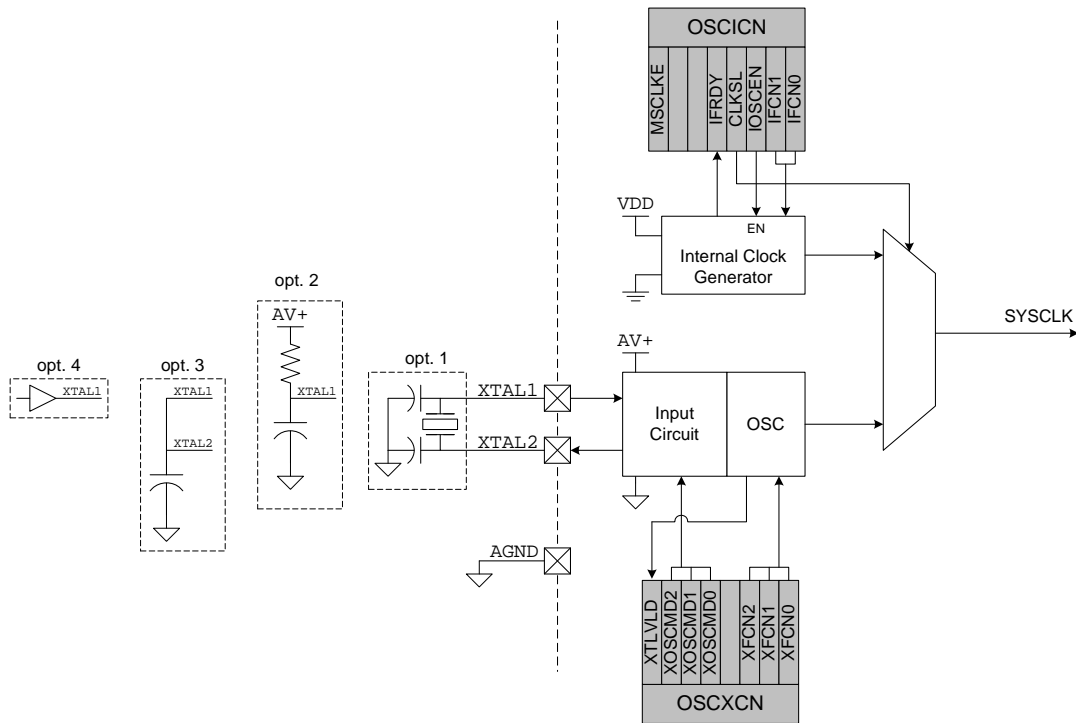 OSCICN
MSCLKE
IFRDY
CLKSL
IOSCEN
IFCN1
IFCN0
VDD
EN
Internal Clock
Generator
SYSCLK
opt. 4
XTAL1
opt. 3
XTAL1
XTAL2
opt. 2
AV+
XTAL1
opt. 1
XTAL1
XTAL2
AV+
Input
Circuit
OSC
AGND
XTLVLD
XOSCMD2
XOSCMD1
XOSCMD0
XFCN2
XFCN1
XFCN0
OSCXCN